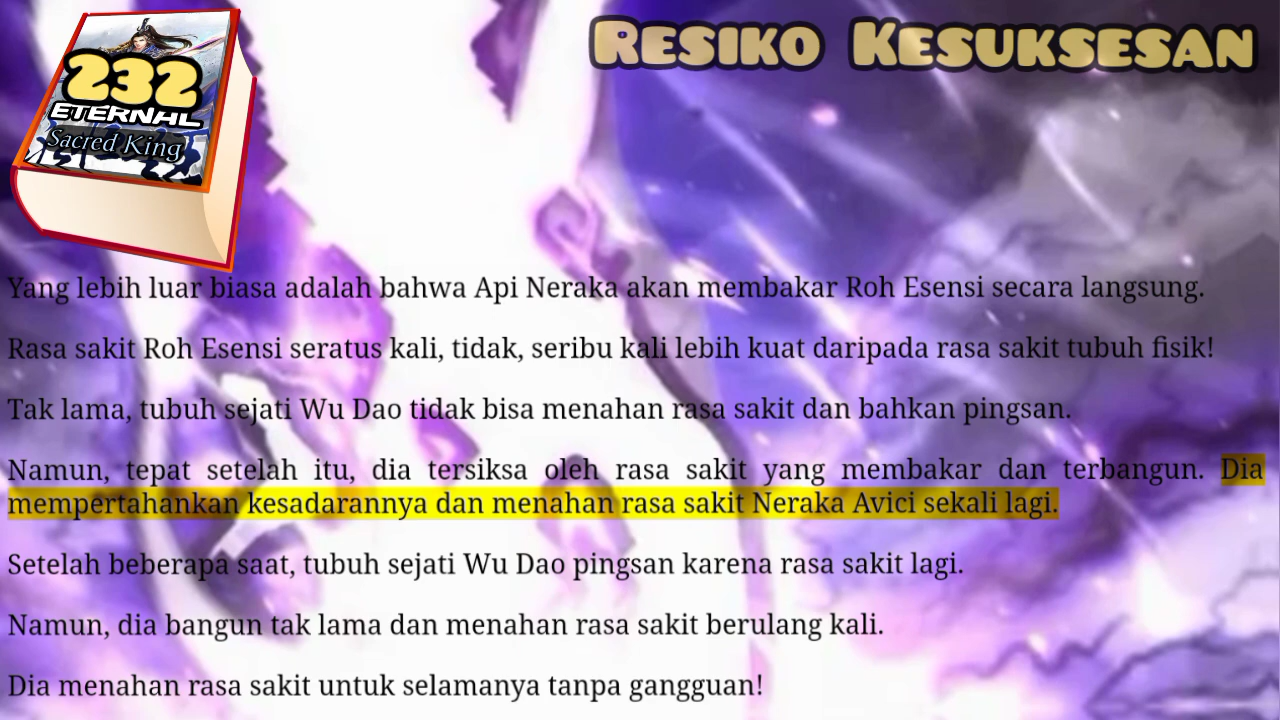 Resiko Kesuksesan
232
ETERNAL
Sacred King
Yang lebih luar biasa adalah bahwa Api Neraka akan membakar Roh Esensi secara langsung.
Rasa sakit Roh Esensi seratus kali, tidak, seribu kali lebih kuat daripada rasa sakit tubuh fisik!
Tak lama, tubuh sejati Wu Dao tidak bisa menahan rasa sakit dan bahkan pingsan.
Namun, tepat setelah itu, dia tersiksa oleh rasa sakit yang membakar dan terbangun. Dia
mempertahankan kesadarannya dan menahan rasa sakit Neraka Avici sekali lagi.
Setelah beberapa saat, tubuh sejati Wu Dao pingsan karena rasa sakit lagi.
Namun, dia bangun tak lama dan menahan rasa sakit berulang kali.
Dia menahan rasa sakit untuk selamanya tanpa gangguan!